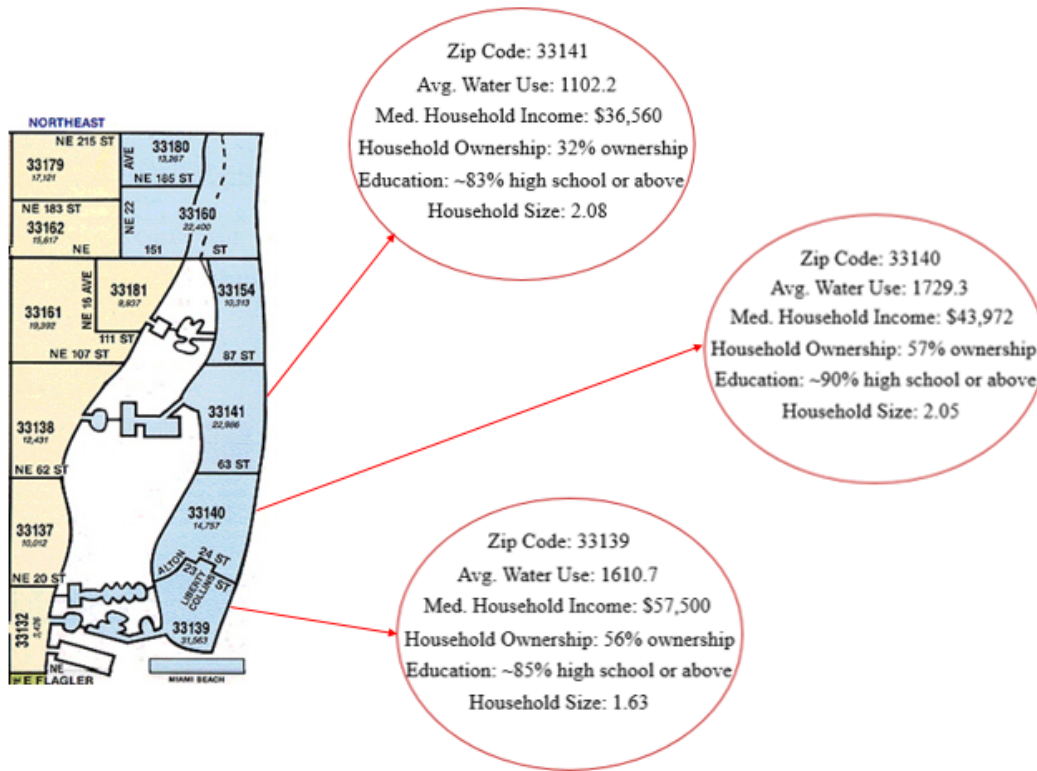 Zip Code: 33141
Avg. Water Use: 1102.2
Med. Household Income: $36,560
Household Ownership: 32% ownership
Education: ~83% high school or above
Household Size: 2.08
Zip Code: 33140
Avg. Water Use: 1729.3
Med. Household Income: $43,972
Household Ownership: 57% ownership
Education: ~90% high school or above
Household Size: 2.05
Zip Code: 33139
Avg. Water Use: 1610.7
Med. Household Income: $57,500
Household Ownership: 56% ownership
Education: ~85% high school or above
Household Size: 1.63
NORTHEAST
NE 215 ST
33179
17,121
AVE
33180
13,267
NE 185 ST
NE 183 ST
33162
15,617
NE 22
33160
22,400
NE 151 ST
33161
19,392
NE 16 AVE
33181
9,937
111 ST
NE 107 ST
33154
10,313
87 ST
33138
12,431
33141
22,986
NE 62 ST
63 ST
33137
10,012
33140
14,757
NE 20 ST
ALTON
24 ST
23 ST
LIBERTY
COLLINS
33132
3,426
33139
31,563
NE
E FLAGLER
MIAMI BEACH